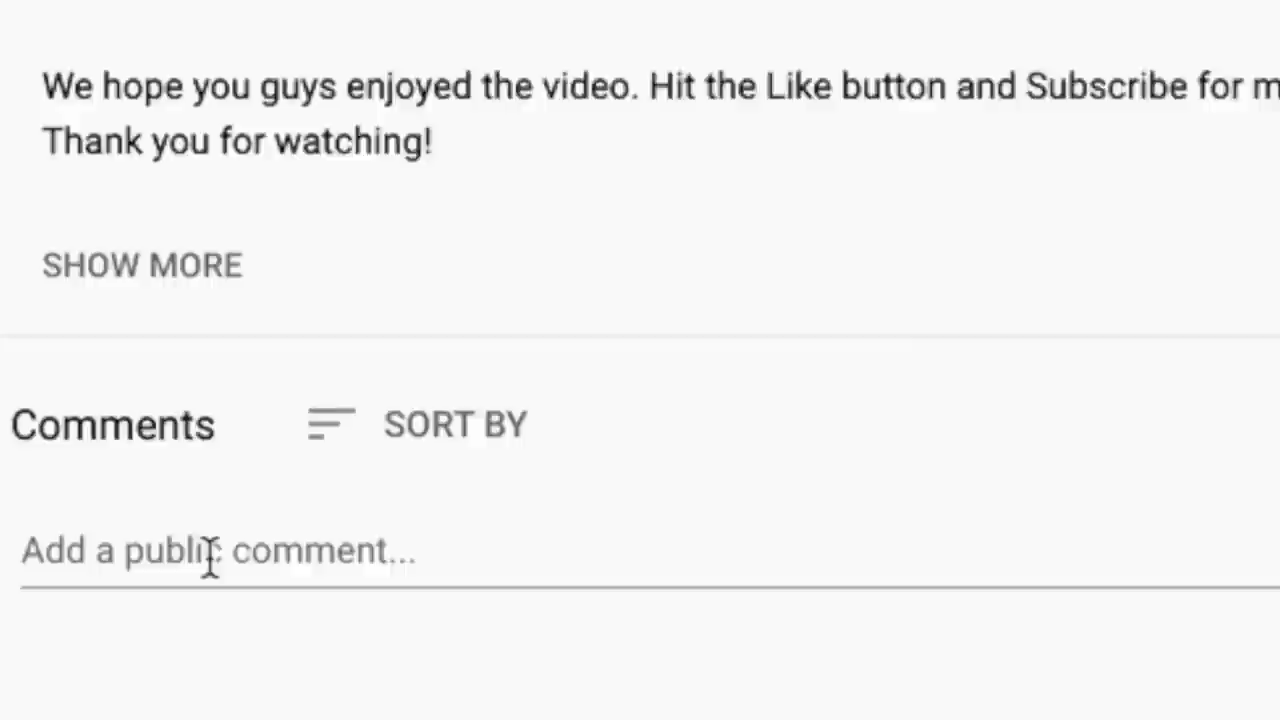 We hope you guys enjoyed the video. Hit the Like button and Subscribe for
Thank you for watching!
SHOW MORE
Comments
SORT BY
Add a public comment...